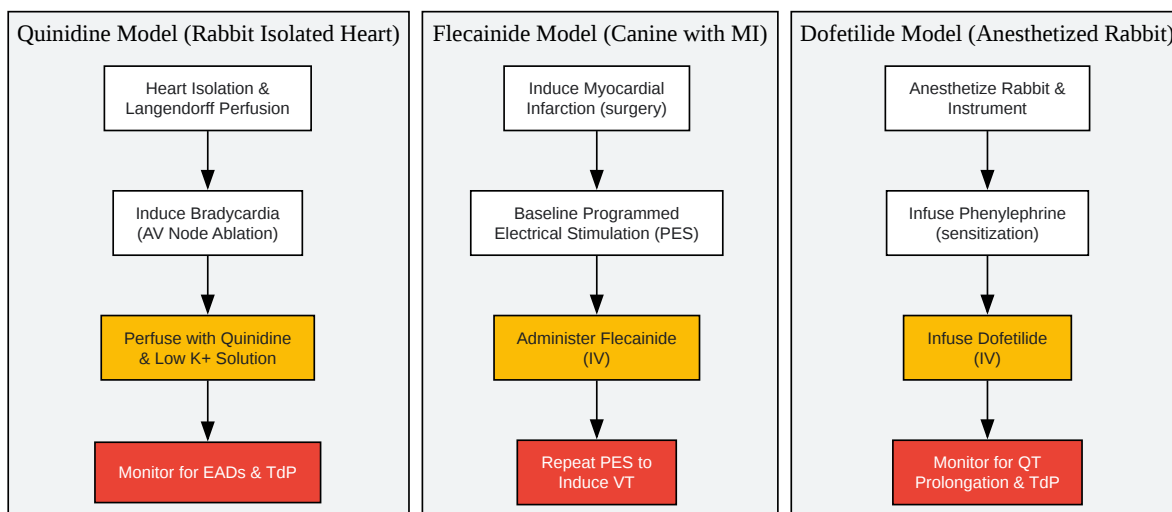 Quinidine Model (Rabbit Isolated Heart)
Heart Isolation &
Langendorff Perfusion
Induce Bradycardia
(AV Node Ablation)
Perfuse with Quinidine
& Low K+ Solution
Monitor for EADs & TdP
Flecainide Model (Canine with MI)
Induce Myocardial
Infarction (surgery)
Baseline Programmed
Electrical Stimulation (PES)
Administer Flecainide
(IV)
Repeat PES to
Induce VT
Dofetilide Model (Anesthetized Rabbit)
Anesthetize Rabbit &
Instrument
Infuse Phenylephrine
(sensitization)
Infuse Dofetilide
(IV)
Monitor for QT
Prolongation & TdP